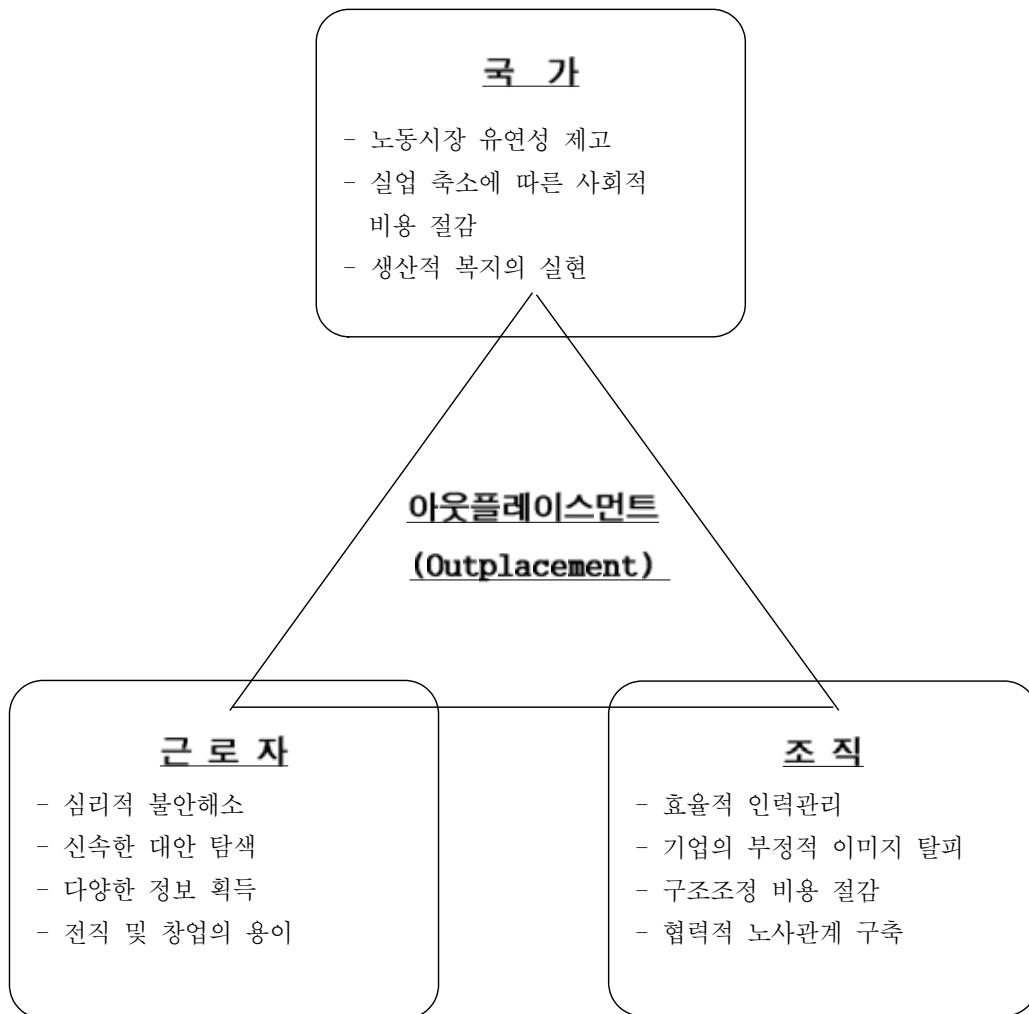 국 가
- 노동시장 유연성 제고
- 실업 축소에 따른 사회적
비용 절감
- 생산적 복지의 실현
아웃플레이스먼트
(Outplacement)
근 로 자
- 심리적 불안해소
- 신속한 대안 탐색
- 다양한 정보 획득
- 전직 및 창업의 용이
조 직
- 효율적 인력관리
- 기업의 부정적 이미지 탈피
- 구조조정 비용 절감
- 협력적 노사관계 구축